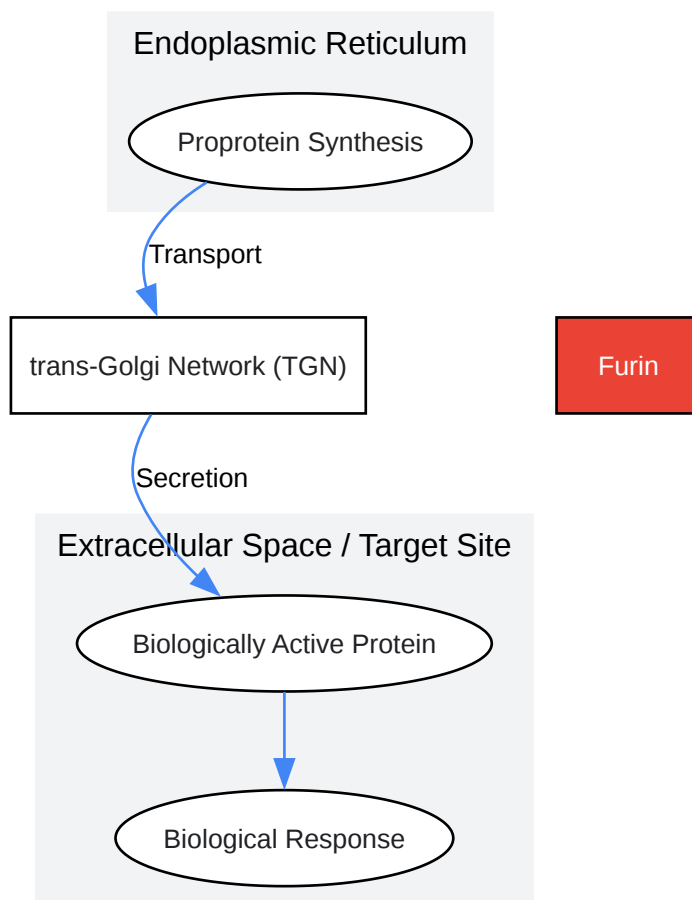 Endoplasmic Reticulum
Proprotein Synthesis
Transport
trans-Golgi Network (TGN)
Furin
Secretion
Extracellular Space / Target Site
Biologically Active Protein
Biological Response